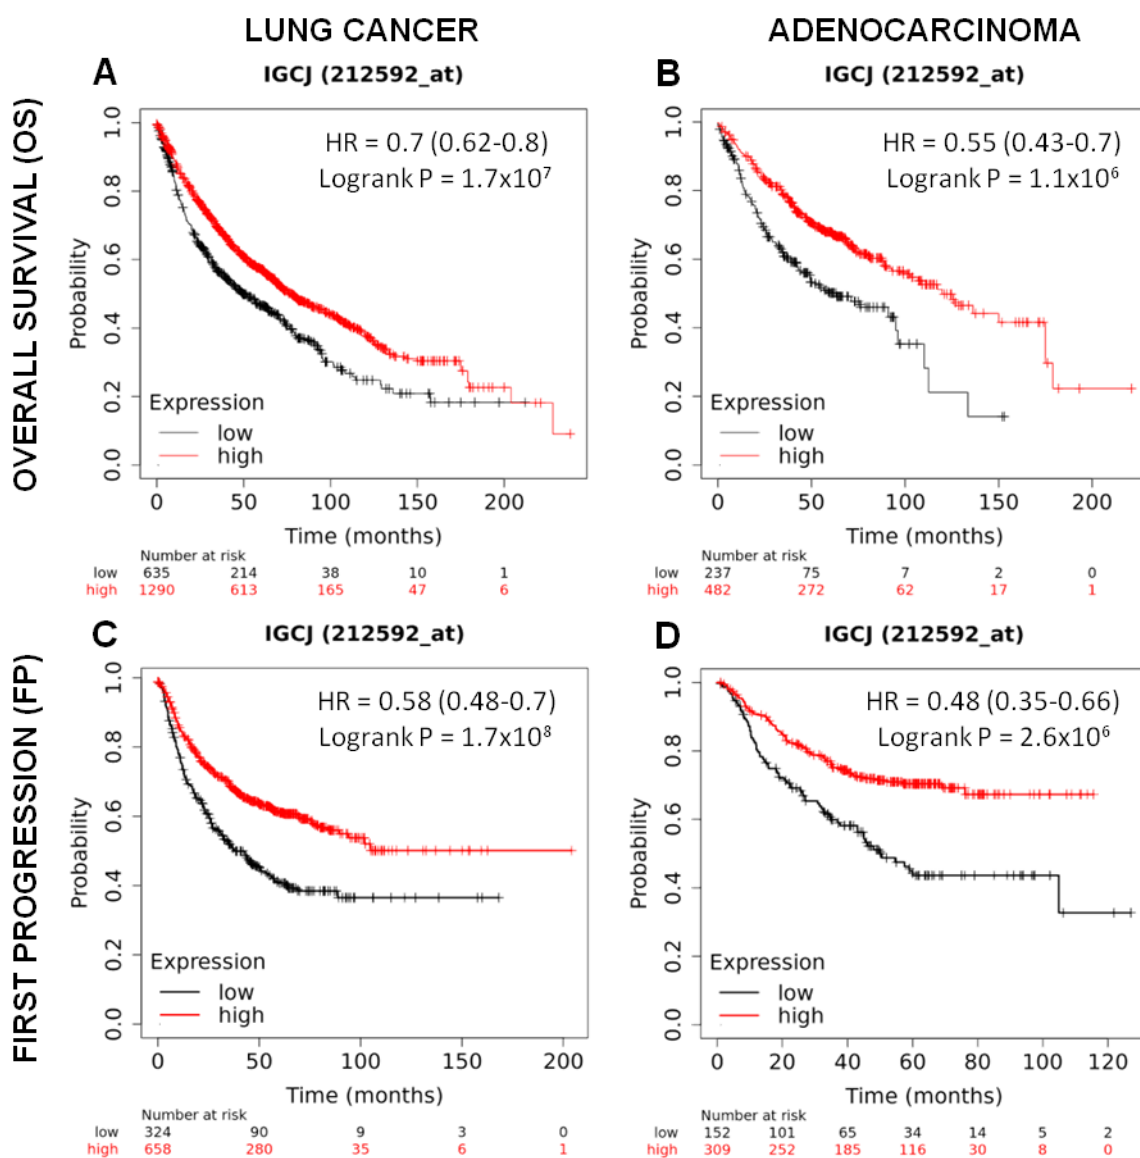 LUNG CANCER
ADENOCARCINOMA
OVERALL SURVIVAL (OS)
A
IGCJ (212592_at)
HR = 0.7 (0.62-0.8)
Logrank P = 1.7x10⁷
Probability
1.0
0.8
0.6
0.4
0.2
0.0
Expression
low
high
0 50 100 150 200
Time (months)
Number at risk
low 635 214 38 10 1
high 1290 613 165 47 6
B
IGCJ (212592_at)
HR = 0.55 (0.43-0.7)
Logrank P = 1.1x10⁶
Probability
1.0
0.8
0.6
0.4
0.2
0.0
Expression
low
high
0 50 100 150 200
Time (months)
Number at risk
low 237 75 7 2 0
high 482 272 62 17 1
FIRST PROGRESSION (FP)
C
IGCJ (212592_at)
HR = 0.58 (0.48-0.7)
Logrank P = 1.7x10⁸
Probability
1.0
0.8
0.6
0.4
0.2
0.0
Expression
low
high
0 50 100 150 200
Time (months)
Number at risk
low 324 90 9 3 0
high 658 280 35 6 1
D
IGCJ (212592_at)
HR = 0.48 (0.35-0.66)
Logrank P = 2.6x10⁶
Probability
1.0
0.8
0.6
0.4
0.2
0.0
Expression
low
high
0 20 40 60 80 100 120
Time (months)
Number at risk
low 152 101 65 34 14 5 2
high 309 252 185 116 30 8 0